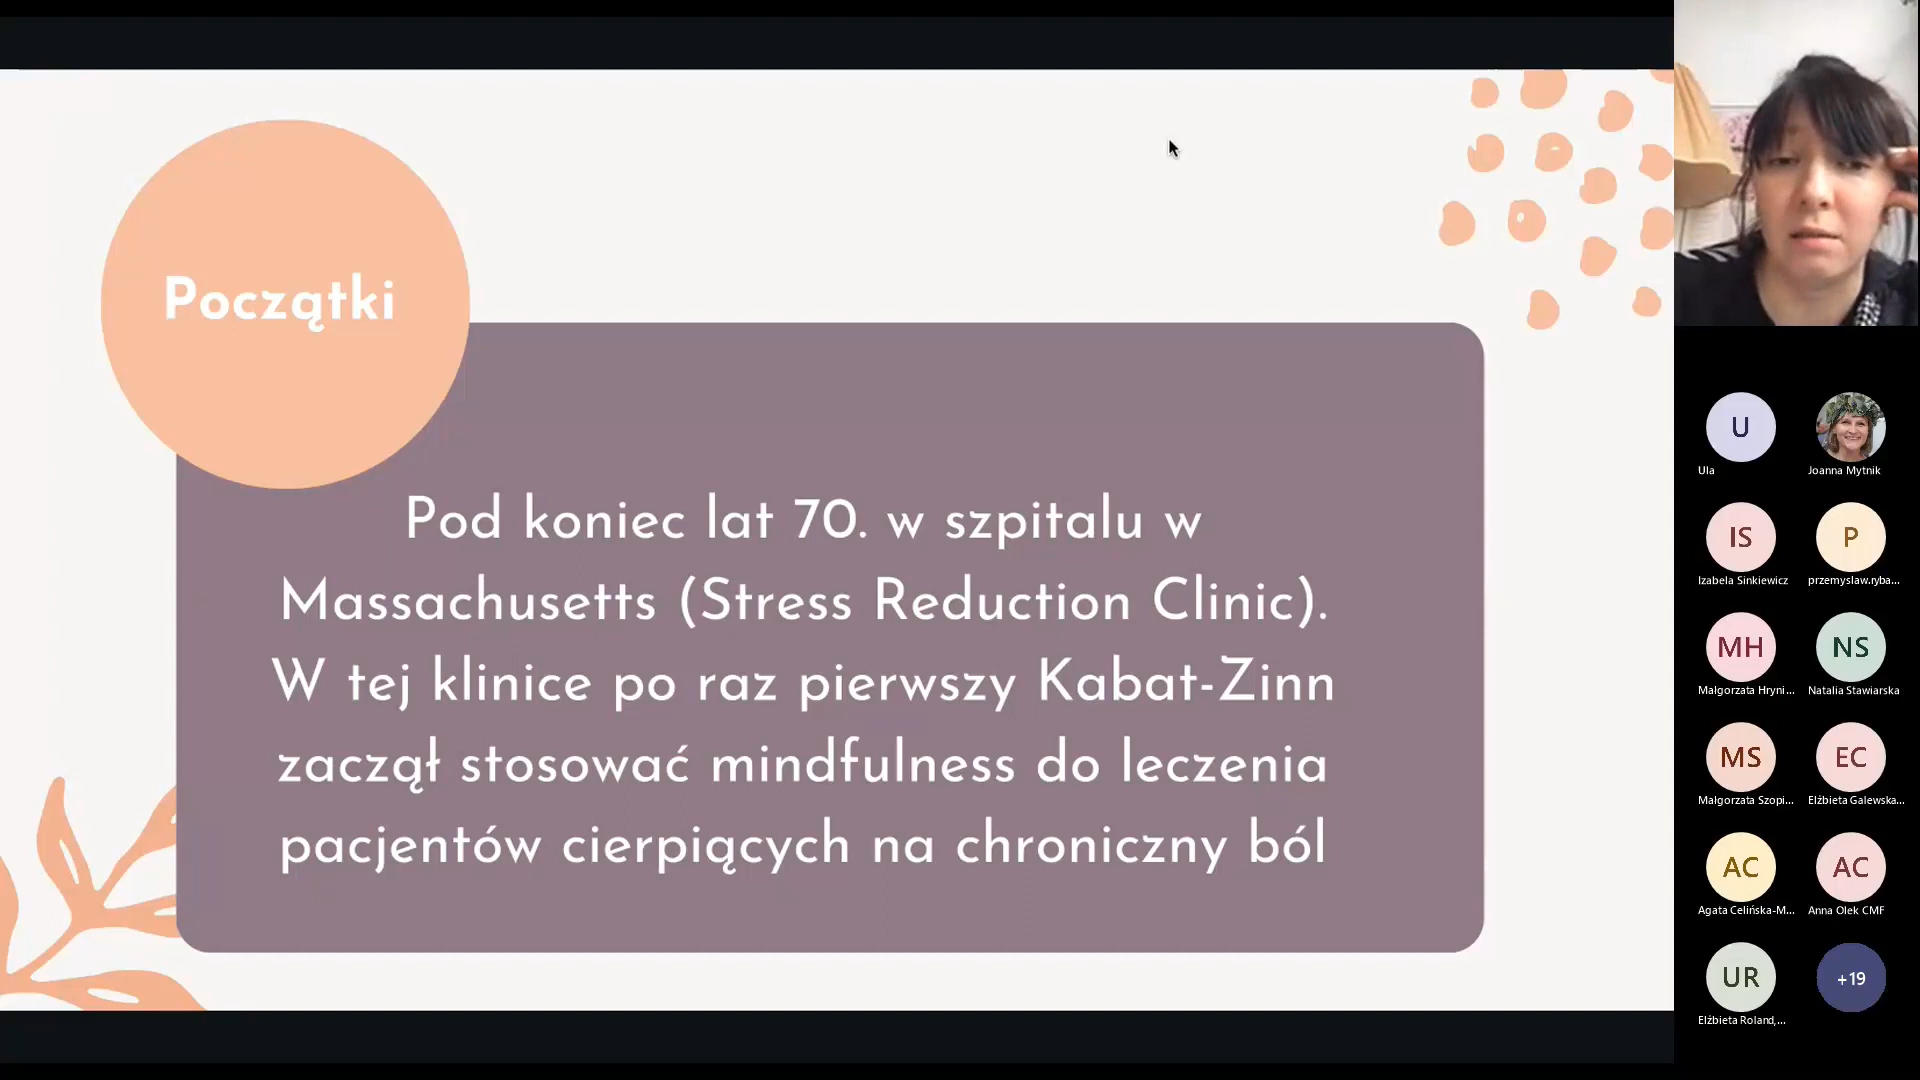 Początki
Pod koniec lat 70. w szpitalu w
Massachusetts (Stress Reduction Clinic).
W tej klinice po raz pierwszy Kabat-Zinn
zaczął stosować mindfulness do leczenia
pacjentów cierpiących na chroniczny ból
U
Ula
Joanna Mytnik
IS
Izabela Sinkiewicz
P
przemyslaw.ryba...
MH
Małgorzata Hryni...
NS
Natalia Stawiarska
MS
Małgorzata Szopi...
EC
Elżbieta Galewska...
AC
Agata Celińska-M...
AC
Anna Olek CMF
UR
Elżbieta Roland,...
+19